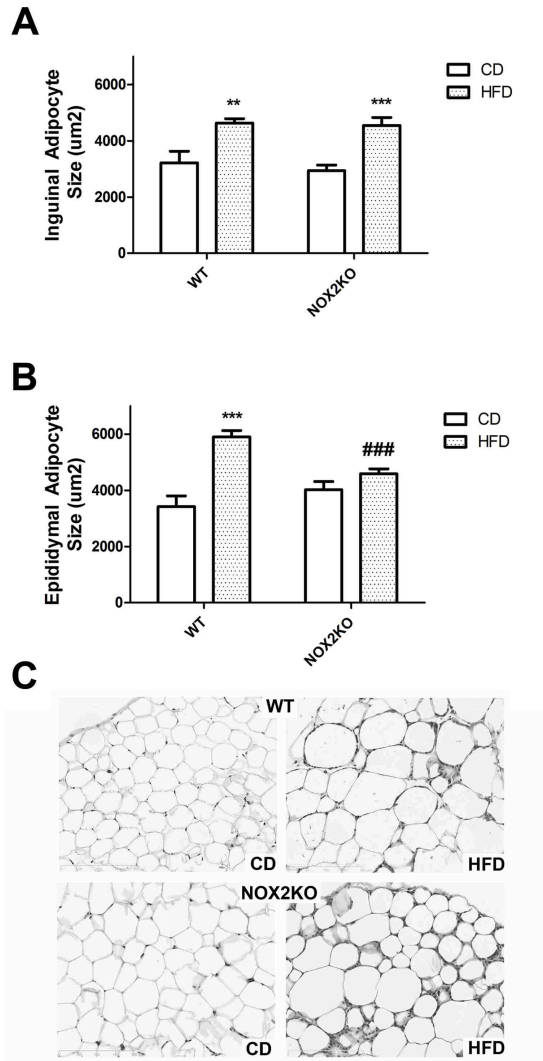 A
Inguinal Adipocyte
Size (um2)
6000
4000
2000
0
**
***
CD
HFD
WT
NOX2KO
B
Epididymal Adipocyte
Size (um2)
6000
4000
2000
0
***
###
CD
HFD
WT
NOX2KO
C
WT
CD
HFD
NOX2KO
CD
HFD